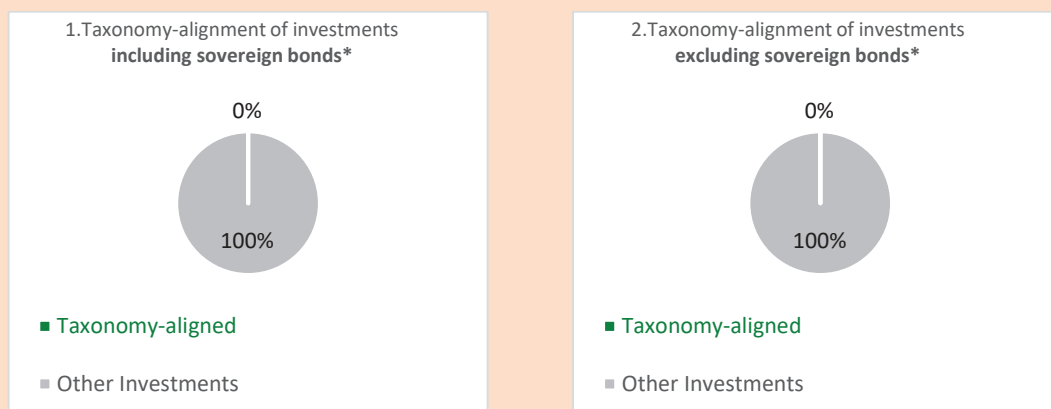 1.Taxonomy-alignment of investments
including sovereign bonds*
0%
100%
Taxonomy-aligned
Other Investments
2.Taxonomy-alignment of investments
excluding sovereign bonds*
0%
100%
Taxonomy-aligned
Other Investments